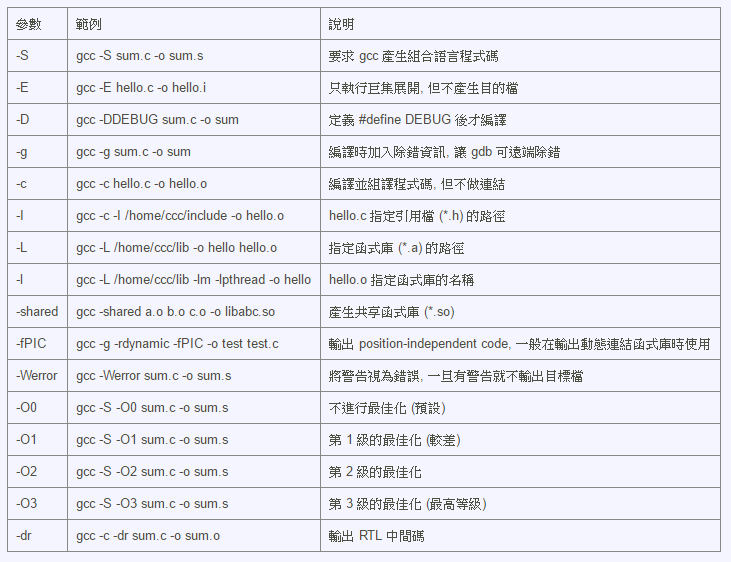 參數 範例 說明
-S gcc -S sum.c -o sum.s 要求 gcc 產生組合語言程式碼
-E gcc -E hello.c -o hello.i 只執行巨集展開, 但不產生目的檔
-D gcc -DDEBUG sum.c -o sum 定義 #define DEBUG 後才編譯
-g gcc -g sum.c -o sum 編譯時加入除錯資訊, 讓 gdb 可遠端除錯
-c gcc -c hello.c -o hello.o 編譯並組譯程式碼, 但不做連結
-I gcc -c -I /home/ccc/include -o hello.o hello.c 指定引用檔 (*.h) 的路徑
-L gcc -L /home/ccc/lib -o hello hello.o 指定函式庫 (*.a) 的路徑
-l gcc -L /home/ccc/lib -lm -lpthread -o hello hello.o 指定函式庫的名稱
-shared gcc -shared a.o b.o c.o -o libabc.so 產生共享函式庫 (*.so)
-fPIC gcc -g -rdynamic -fPIC -o test test.c 輸出 position-independent code, 一般在輸出動態連結函式庫時使用
-Werror gcc -Werror sum.c -o sum.s 將警告視為錯誤, 一旦有警告就不輸出目標檔
-O0 gcc -S -O0 sum.c -o sum.s 不進行最佳化 (預設)
-O1 gcc -S -O1 sum.c -o sum.s 第 1 級的最佳化 (較差)
-O2 gcc -S -O2 sum.c -o sum.s 第 2 級的最佳化
-O3 gcc -S -O3 sum.c -o sum.s 第 3 級的最佳化 (最高等級)
-dr gcc -c -dr sum.c -o sum.o 輸出 RTL 中間碼